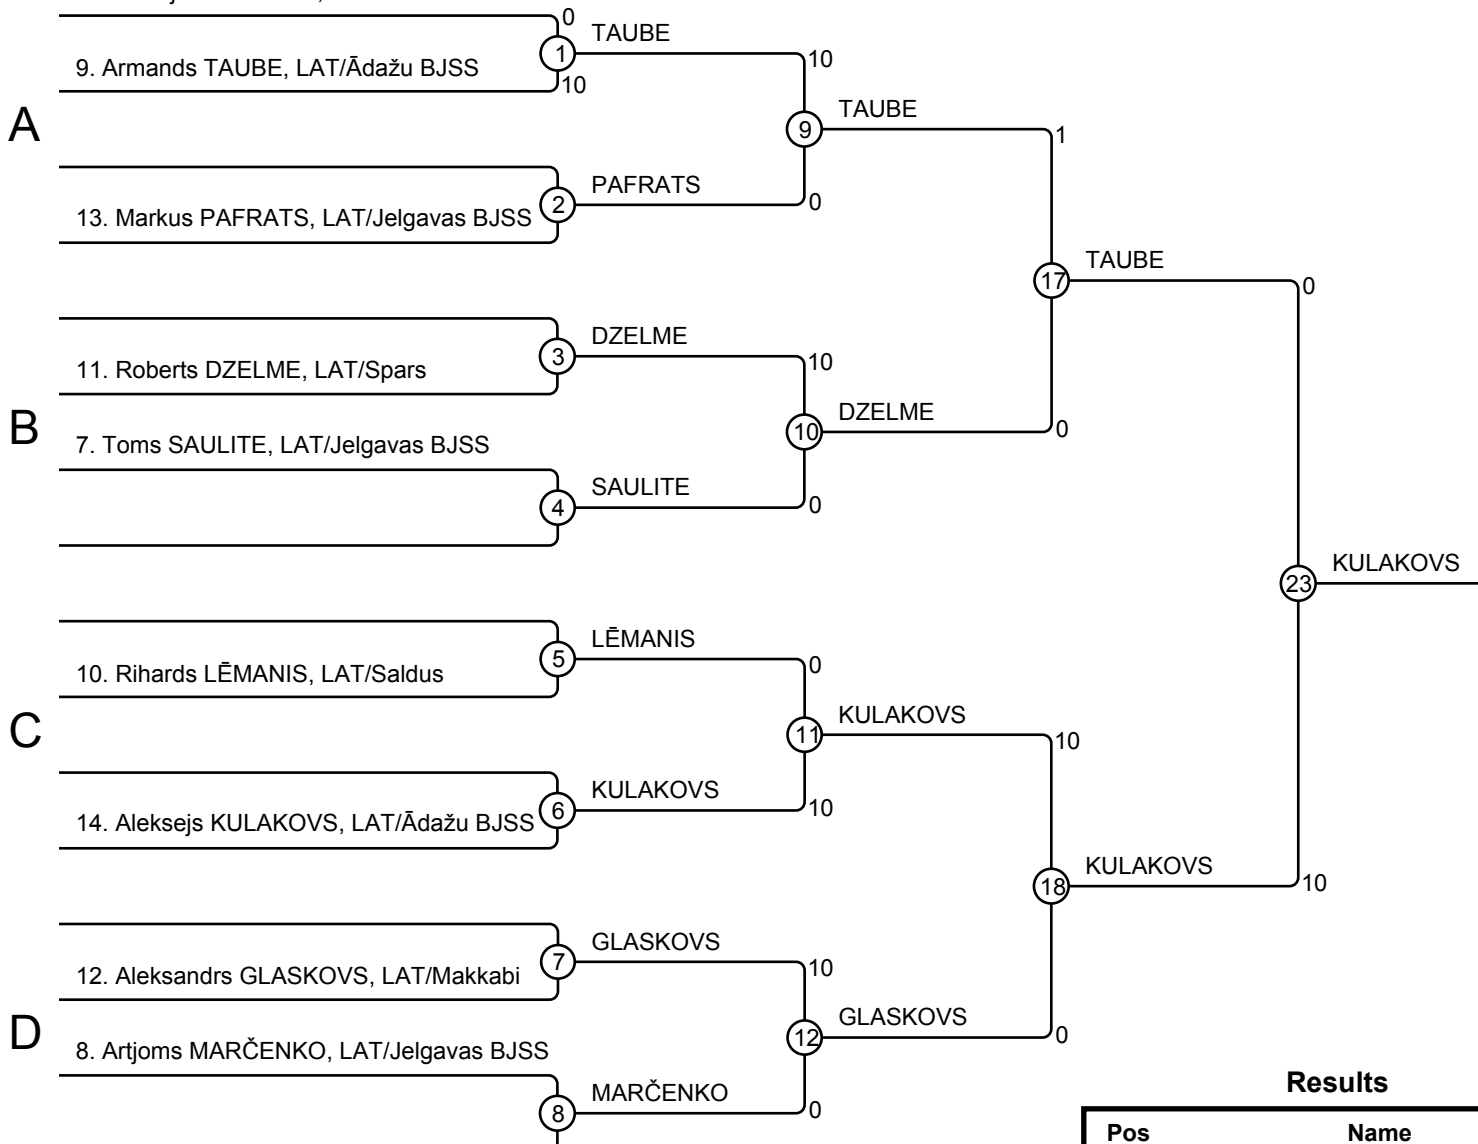 0
TAUBE
9. Armands TAUBE, LAT/Ādažu BJSS
1
10
10
A
9
TAUBE
1
PAFRATS
13. Markus PAFRATS, LAT/Jelgavas BJSS
2
0
17
TAUBE
0
DZELME
11. Roberts DZELME, LAT/Spars
3
10
B
10
DZELME
0
7. Toms SAULITE, LAT/Jelgavas BJSS
SAULITE
4
0
23
KULAKOVS
LĒMANIS
10. Rihards LĒMANIS, LAT/Saldus
5
0
C
11
KULAKOVS
10
KULAKOVS
14. Aleksejs KULAKOVS, LAT/Ādažu BJSS
6
10
18
KULAKOVS
10
GLASKOVS
12. Aleksandrs GLASKOVS, LAT/Makkabi
7
10
D
12
GLASKOVS
0
8. Artjoms MARČENKO, LAT/Jelgavas BJSS
MARČENKO
8
0
Results
Pos Name